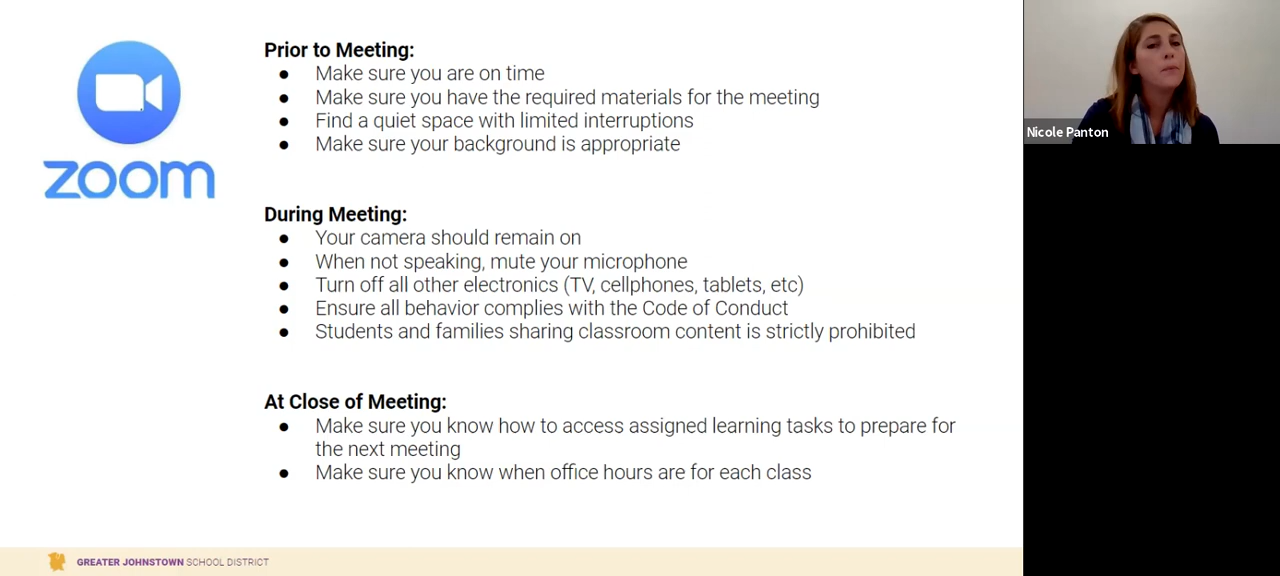 zoom
Prior to Meeting:
● Make sure you are on time
● Make sure you have the required materials for the meeting
● Find a quiet space with limited interruptions
● Make sure your background is appropriate
During Meeting:
● Your camera should remain on
● When not speaking, mute your microphone
● Turn off all other electronics (TV, cellphones, tablets, etc)
● Ensure all behavior complies with the Code of Conduct
● Students and families sharing classroom content is strictly prohibited
At Close of Meeting:
● Make sure you know how to access assigned learning tasks to prepare for
the next meeting
● Make sure you know when office hours are for each class
GREATER JOHNSTOWN SCHOOL DISTRICT
Nicole Panton